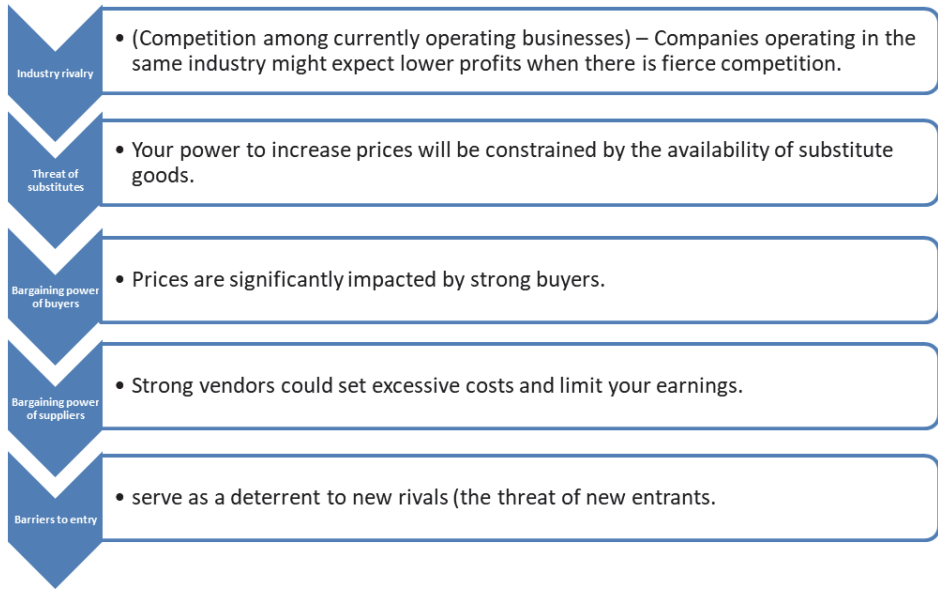 Industry rivalry
• (Competition among currently operating businesses) – Companies operating in the
same industry might expect lower profits when there is fierce competition.
Threat of
substitutes
• Your power to increase prices will be constrained by the availability of substitute
goods.
Bargaining power
of buyers
• Prices are significantly impacted by strong buyers.
Bargaining power
of suppliers
• Strong vendors could set excessive costs and limit your earnings.
Barriers to entry
• serve as a deterrent to new rivals (the threat of new entrants.